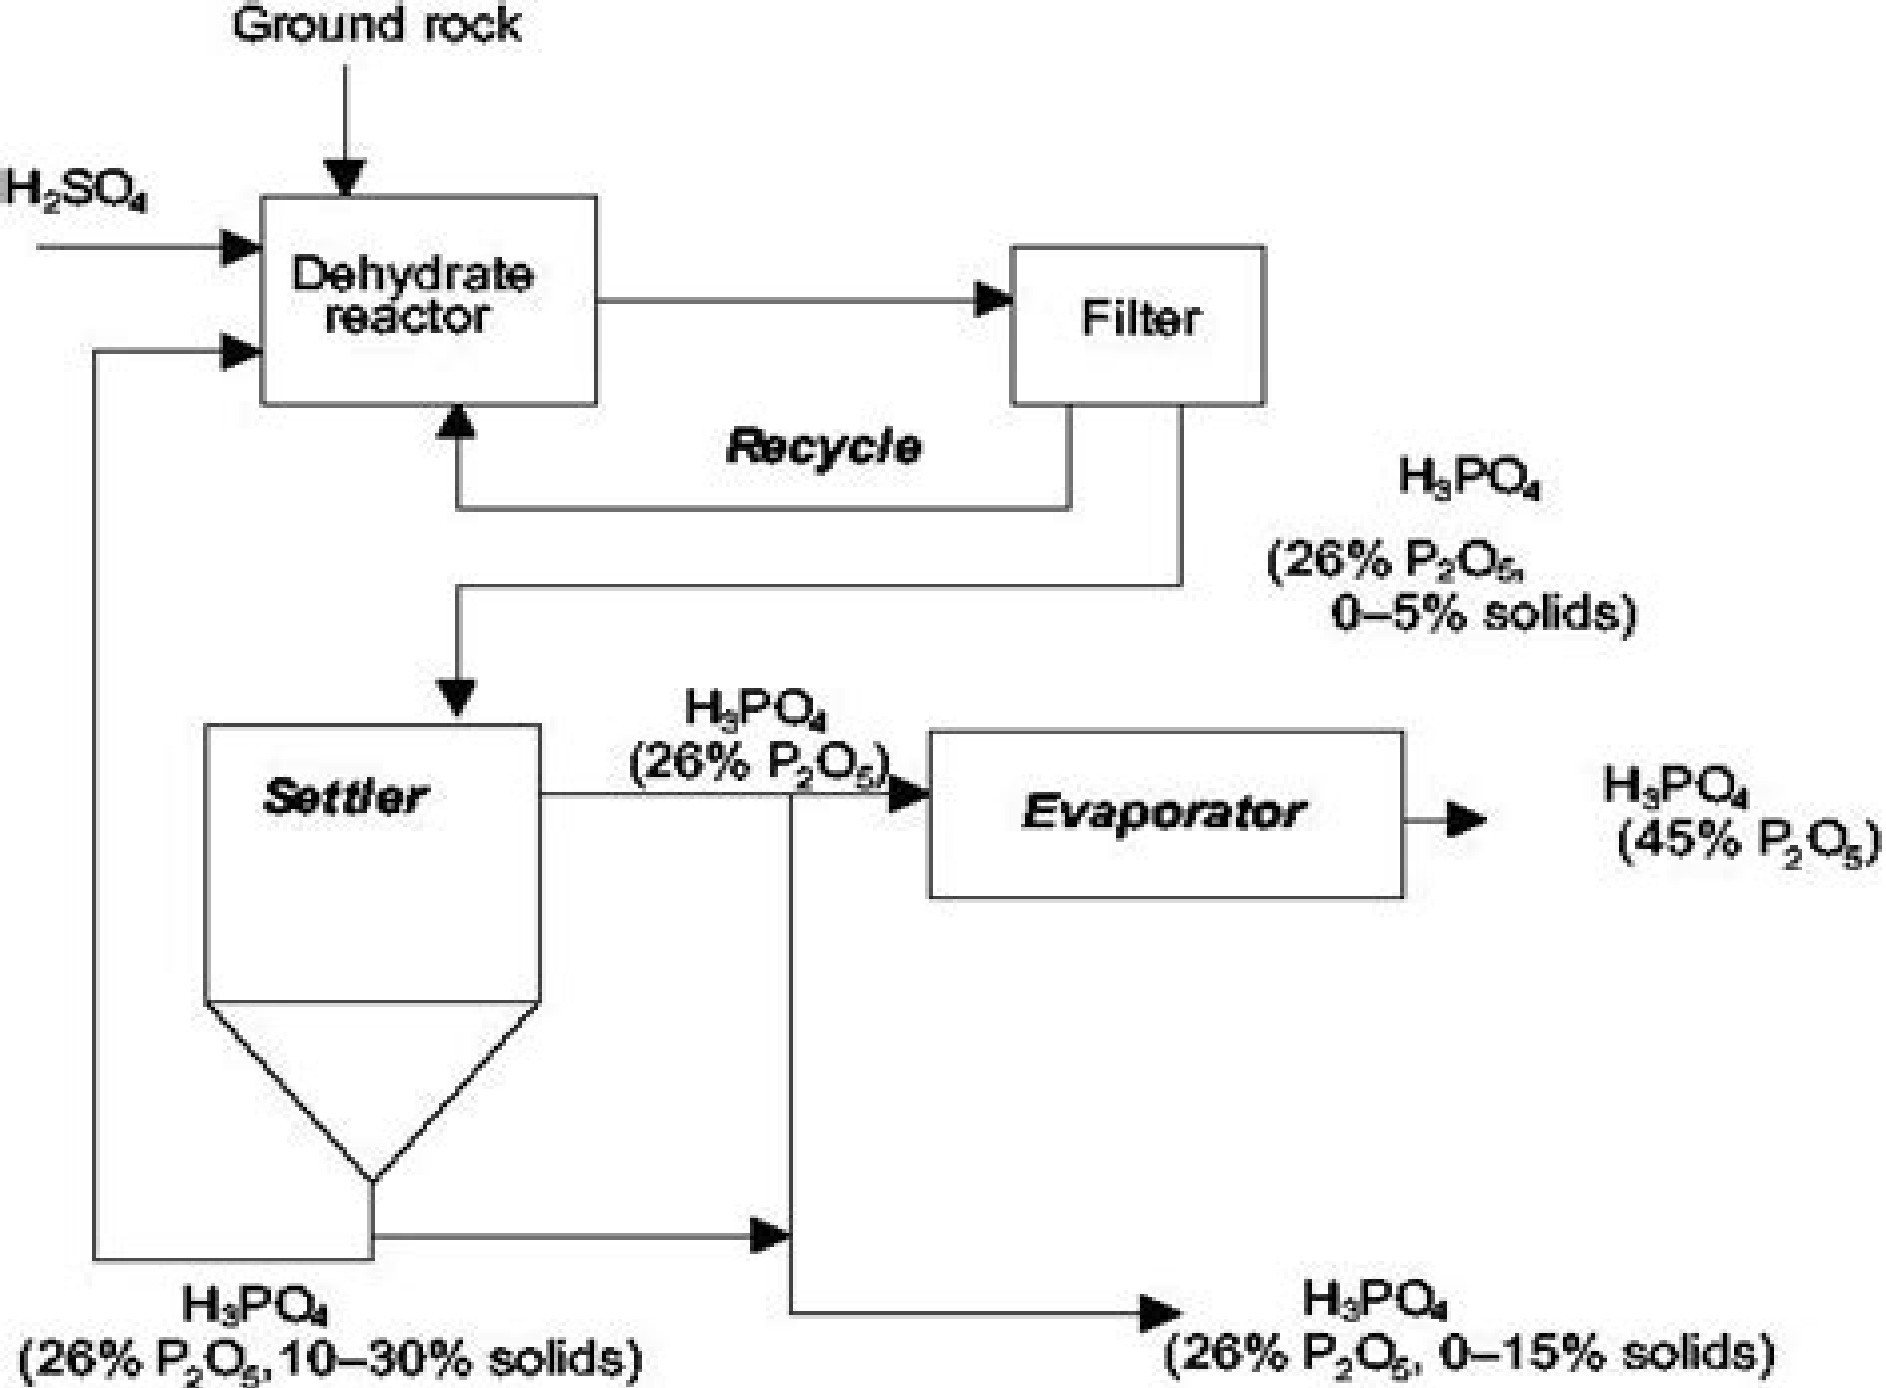 Ground rock
H₂SO₄
Dehydrate
reactor
Filter
Recycle
H₃PO₄
(26% P₂O₅,
0–5% solids)
H₃PO₄
(26% P₂O₅)
Settler
Evaporator
H₃PO₄
(45% P₂O₅)
H₃PO₄
(26% P₂O₅, 10–30% solids)
H₃PO₄
(26% P₂O₅, 0–15% solids)